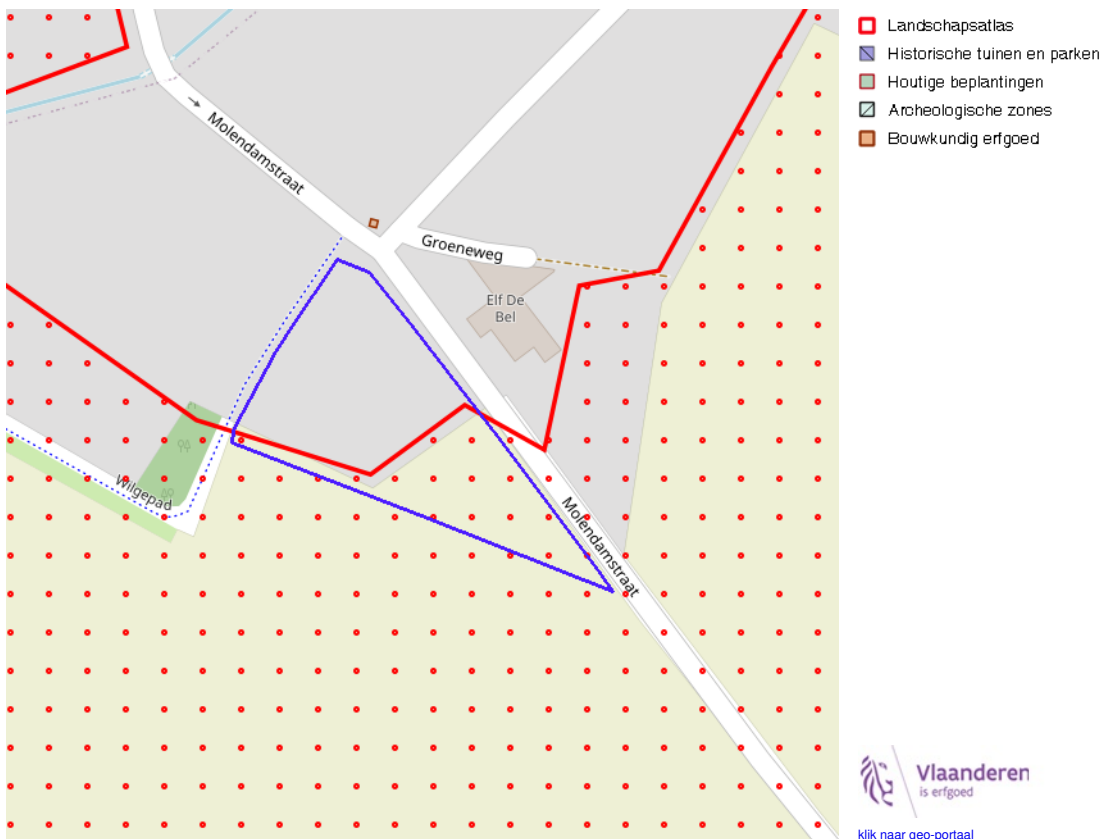 Landschapsatlas
Historische tuinen en parken
Houtige beplantingen
Archeologische zones
Bouwkundig erfgoed
Molendamstraat
Groeneweg
Elf De
Bel
Wilgepad
Molendamstraat
Vlaanderen
is erfgoed
klik naar geo-portaal